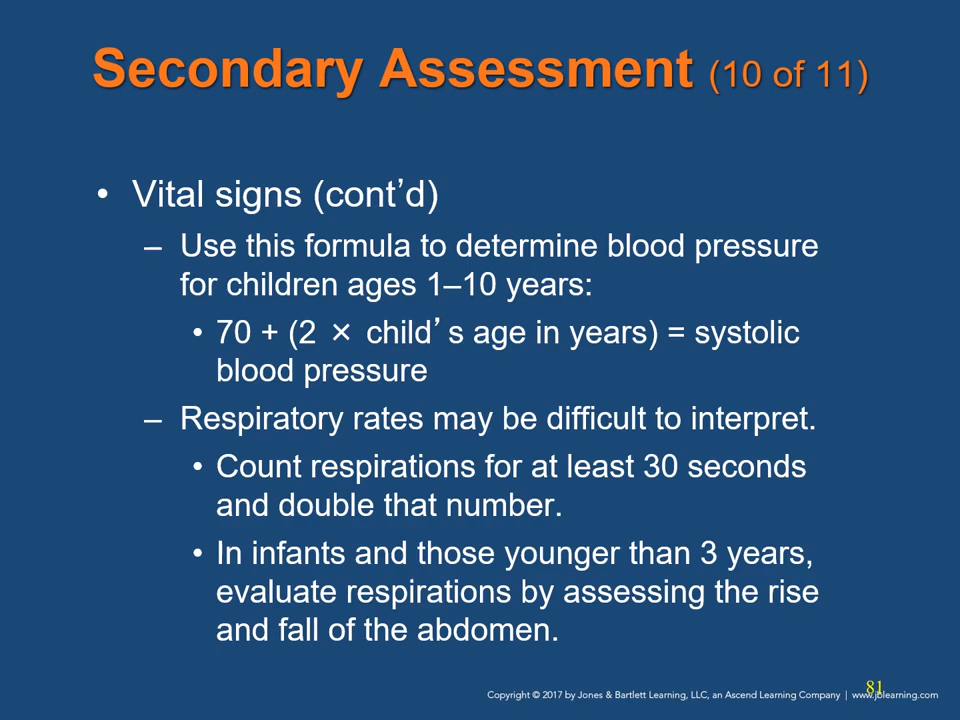 Secondary Assessment (10 of 11)
• Vital signs (cont’d)
– Use this formula to determine blood pressure
for children ages 1–10 years:
• 70 + (2 × child’s age in years) = systolic
blood pressure
– Respiratory rates may be difficult to interpret.
• Count respirations for at least 30 seconds
and double that number.
• In infants and those younger than 3 years,
evaluate respirations by assessing the rise
and fall of the abdomen.
81
Copyright © 2017 by Jones & Bartlett Learning, LLC, an Ascend Learning Company | www.jblearning.com